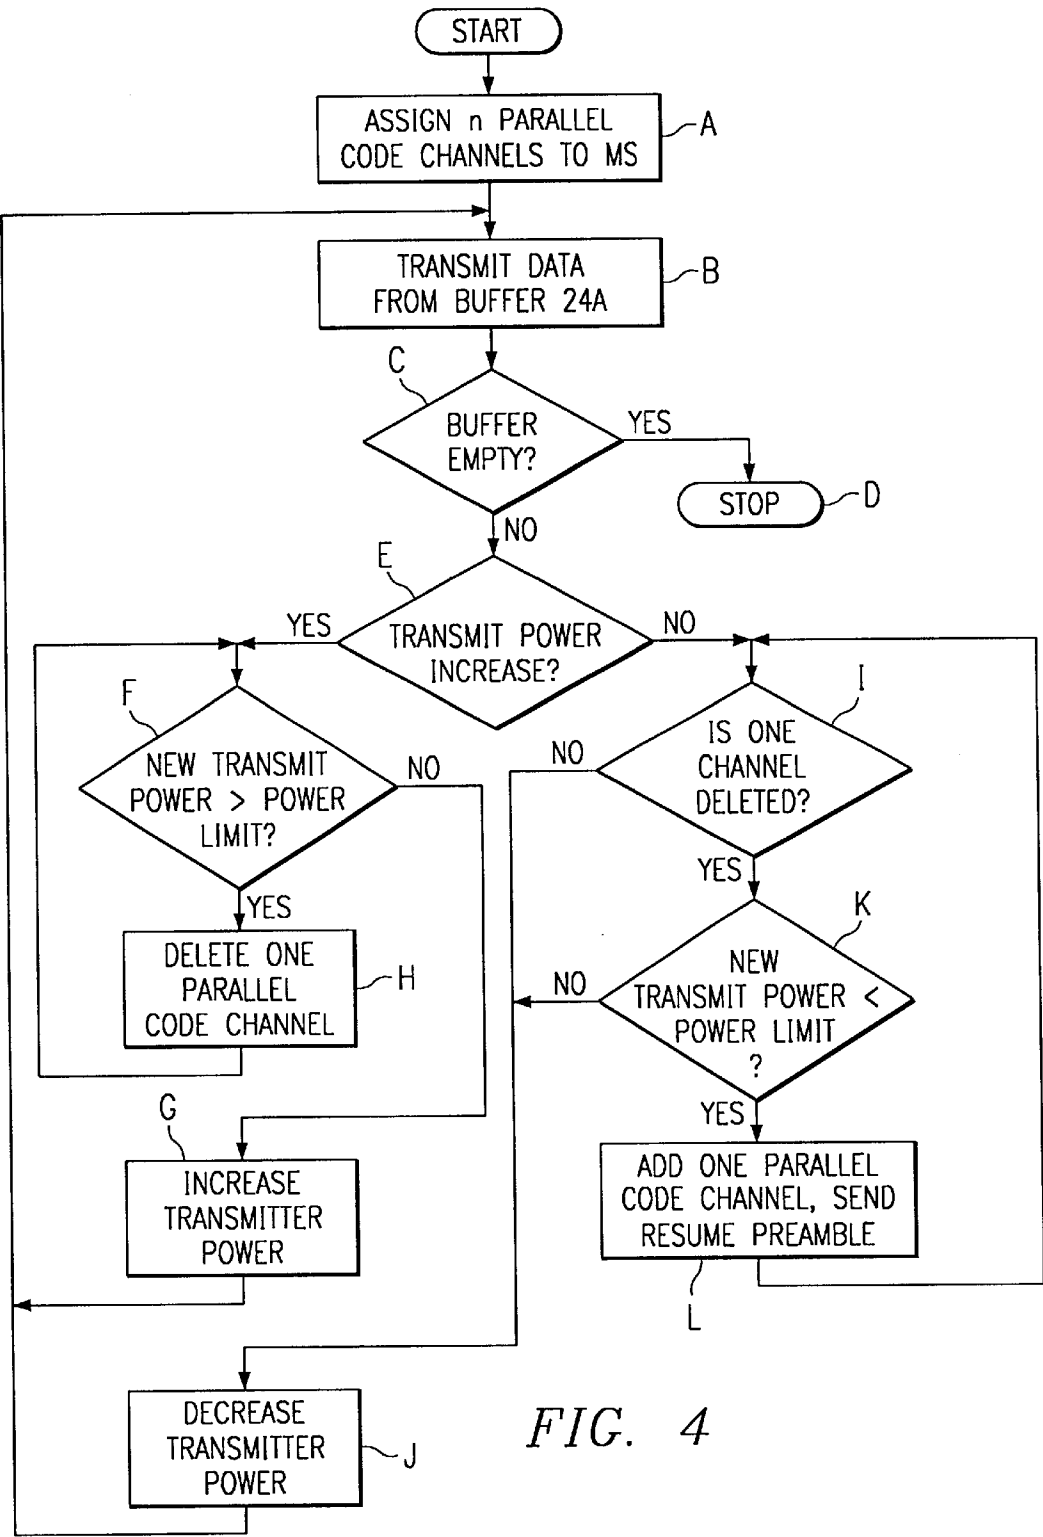 START
ASSIGN n PARALLEL
CODE CHANNELS TO MS
A
TRANSMIT DATA
FROM BUFFER 24A
B
C
BUFFER
EMPTY?
YES
STOP
D
NO
E
TRANSMIT POWER
INCREASE?
YES
NO
F
NEW TRANSMIT
POWER > POWER
LIMIT?
NO
YES
I
IS ONE
CHANNEL
DELETED?
NO
YES
DELETE ONE
PARALLEL
CODE CHANNEL
H
K
NEW
TRANSMIT POWER <
POWER LIMIT
?
NO
YES
G
INCREASE
TRANSMITTER
POWER
ADD ONE PARALLEL
CODE CHANNEL, SEND
RESUME PREAMBLE
L
DECREASE
TRANSMITTER
POWER
J
FIG. 4